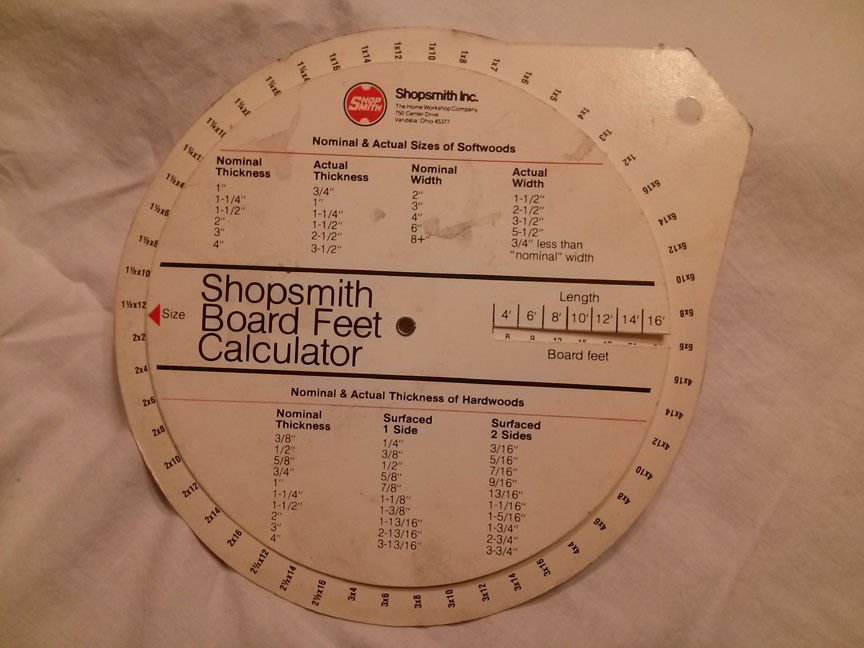 SHOP
SMITH
Shopsmith Inc.
The Home Workshop Company
750 Center Drive
Vandalia, Ohio 45377
Nominal & Actual Sizes of Softwoods
Nominal Thickness
1"
1-1/4"
1-1/2"
2"
3"
4"
Actual Thickness
3/4"
1"
1-1/4"
1-1/2"
2-1/2"
3-1/2"
Nominal Width
2"
3"
4"
6"
8+"
Actual Width
1-1/2"
2-1/2"
3-1/2"
5-1/2"
3/4" less than
"nominal" width
Size
Shopsmith
Board Feet
Calculator
Length
4' 6' 8' 10' 12' 14' 16'
6 9 12 15
Board feet
Nominal & Actual Thickness of Hardwoods
Nominal Thickness
3/8"
1/2"
5/8"
3/4"
1"
1-1/4"
1-1/2"
2"
3"
4"
Surfaced 1 Side
1/4"
3/8"
1/2"
5/8"
7/8"
1-1/8"
1-3/8"
1-13/16"
2-13/16"
3-13/16"
Surfaced 2 Sides
3/16"
5/16"
7/16"
9/16"
13/16"
1-1/16"
1-5/16"
1-3/4"
2-3/4"
3-3/4"
1x2
1x3
1x4
1x5
1x6
1x7
1x8
1x10
1x12
1x14
1x16
1¼x4
1¼x6
1½x4
1½x6
1½x8
1½x10
1½x12
2x2
2x4
2x6
2x8
2x10
2x12
2x14
2x16
2½x12
2½x14
2½x16
3x4
3x6
3x8
3x10
3x12
3x14
3x16
4x4
4x6
4x8
4x10
4x12
4x14
4x16
6x6
6x8
6x10
6x12
6x14
6x16